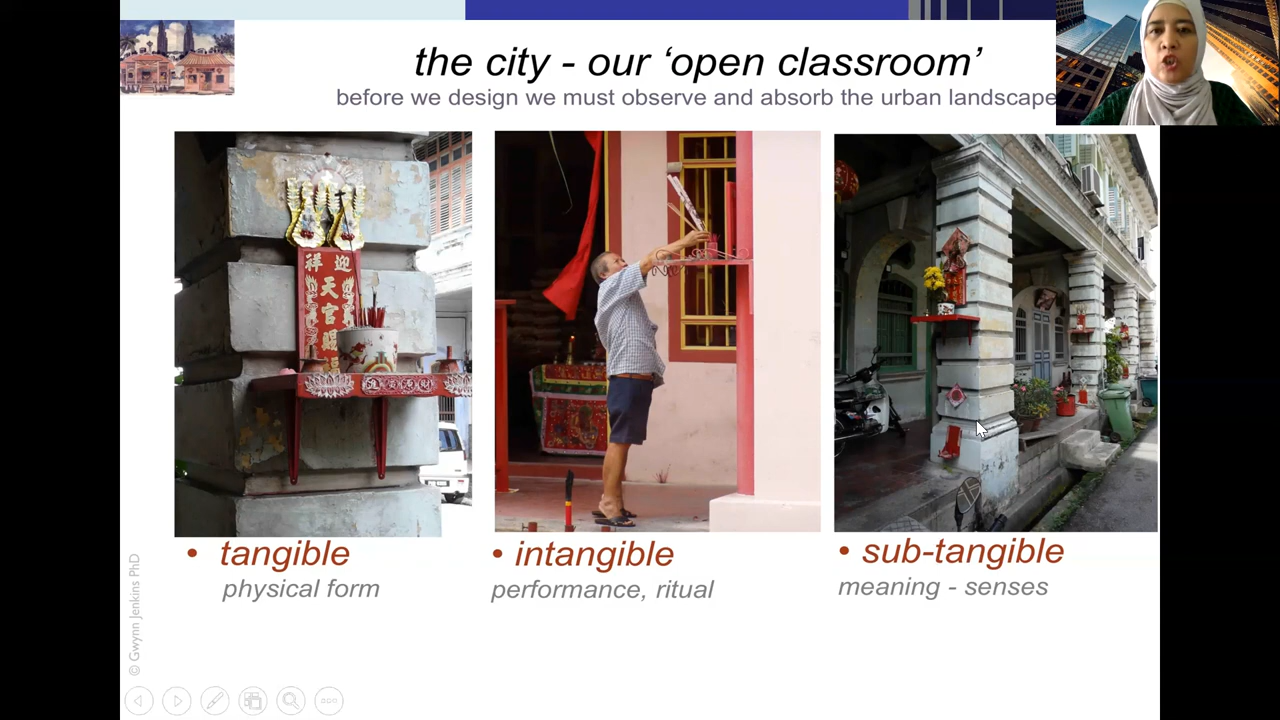 the city - our ‘open classroom’
before we design we must observe and absorb the urban landscape
祥 迎
天官賜福
• tangible
physical form
• intangible
performance, ritual
• sub-tangible
meaning - senses
© Gwynn Jenkins PhD